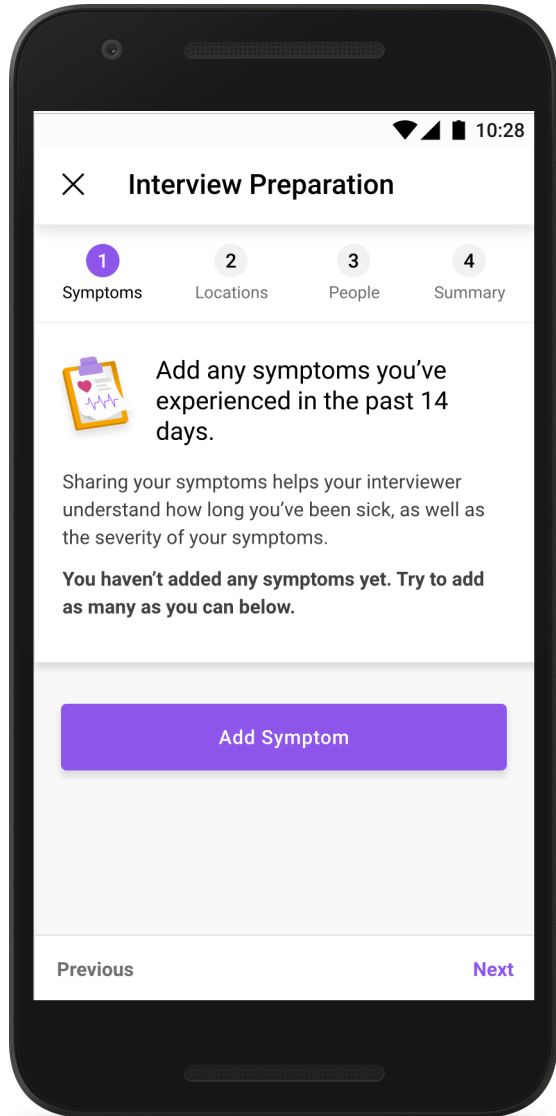 10:28
Interview Preparation
1 2 3 4
Symptoms Locations People Summary
Add any symptoms you’ve
experienced in the past 14
days.
Sharing your symptoms helps your interviewer
understand how long you’ve been sick, as well as
the severity of your symptoms.
You haven’t added any symptoms yet. Try to add
as many as you can below.
Add Symptom
Previous Next